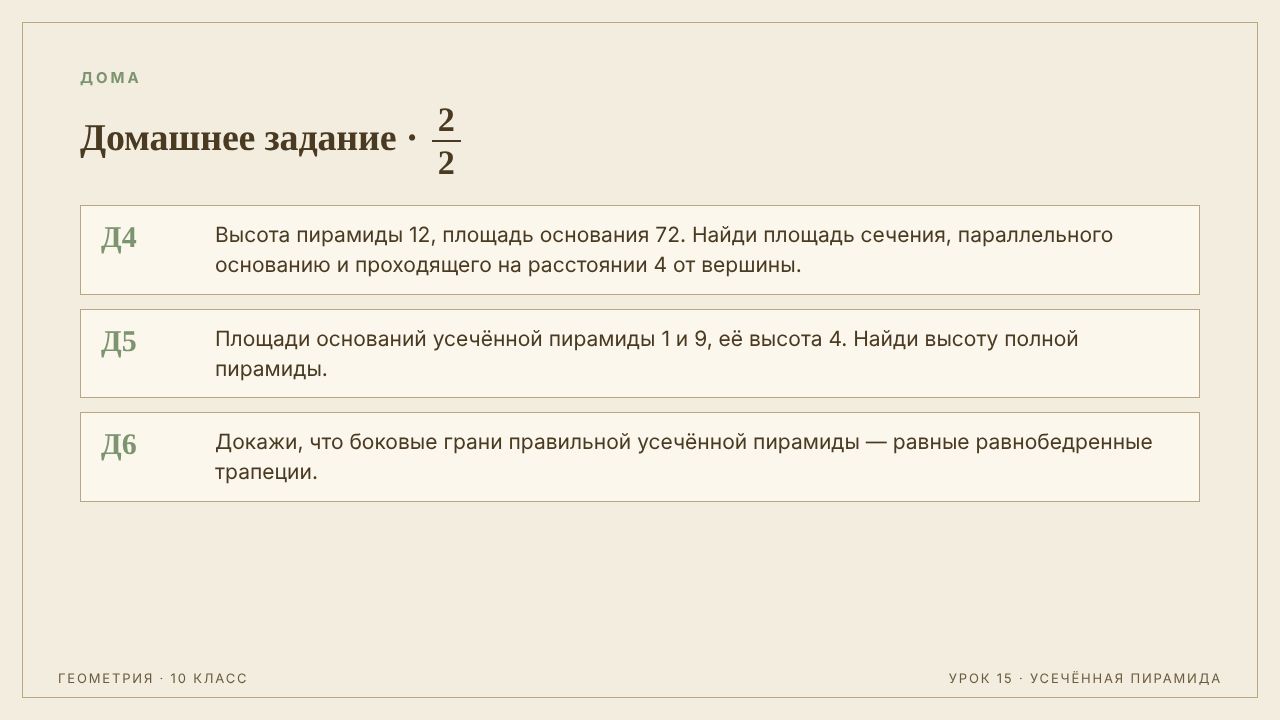 ДОМА
Домашнее задание · 2/2
Д4
Высота пирамиды 12, площадь основания 72. Найди площадь сечения, параллельного
основанию и проходящего на расстоянии 4 от вершины.
Д5
Площади оснований усечённой пирамиды 1 и 9, её высота 4. Найди высоту полной
пирамиды.
Д6
Докажи, что боковые грани правильной усечённой пирамиды — равные равнобедренные
трапеции.
ГЕОМЕТРИЯ · 10 КЛАСС
УРОК 15 · УСЕЧЁННАЯ ПИРАМИДА